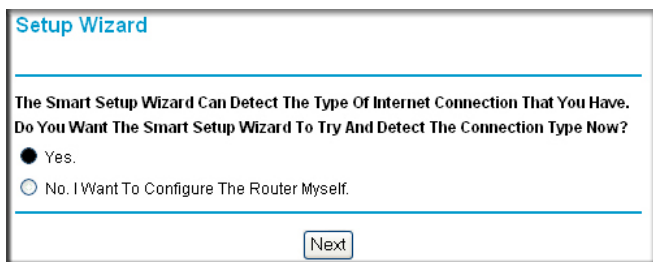 Setup Wizard
The Smart Setup Wizard Can Detect The Type Of Internet Connection That You Have.
Do You Want The Smart Setup Wizard To Try And Detect The Connection Type Now?
Yes.
No. I Want To Configure The Router Myself.
Next